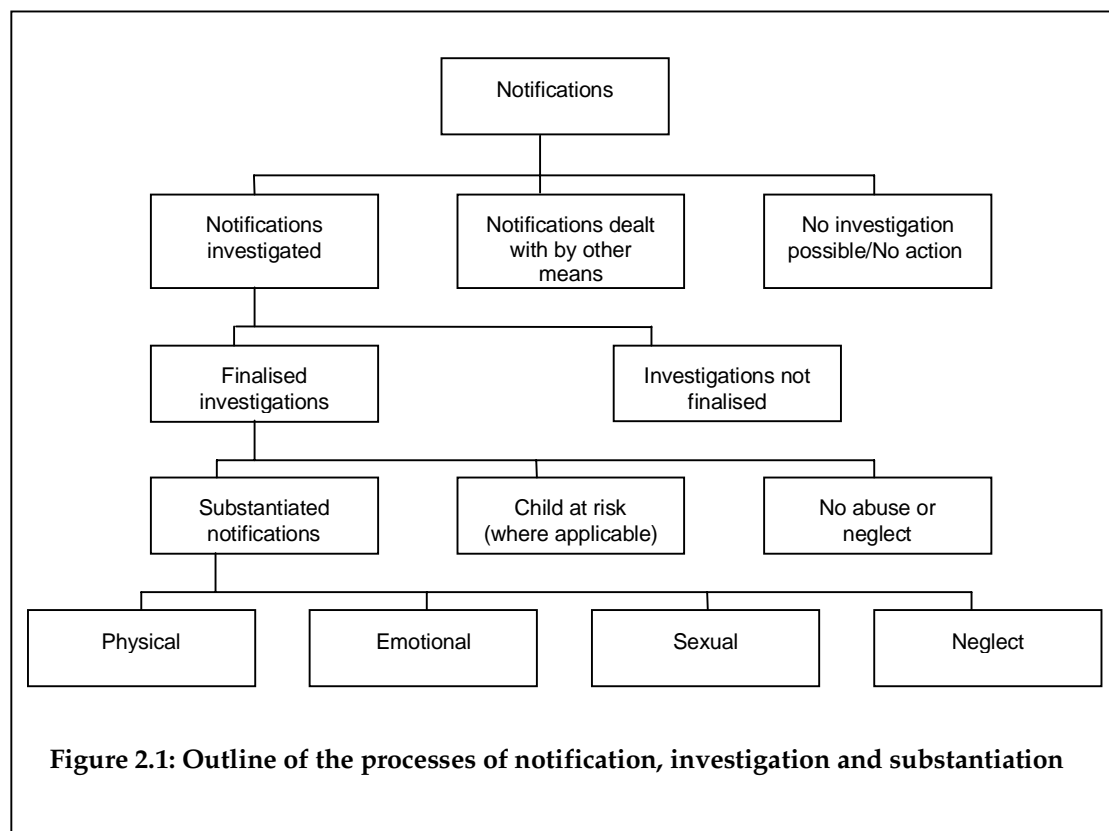 Notifications
Notifications
investigated
Notifications dealt
with by other
means
No investigation
possible/No action
Finalised
investigations
Investigations not
finalised
Substantiated
notifications
Child at risk
(where applicable)
No abuse or
neglect
Physical
Emotional
Sexual
Neglect
Figure 2.1: Outline of the processes of notification, investigation and substantiation